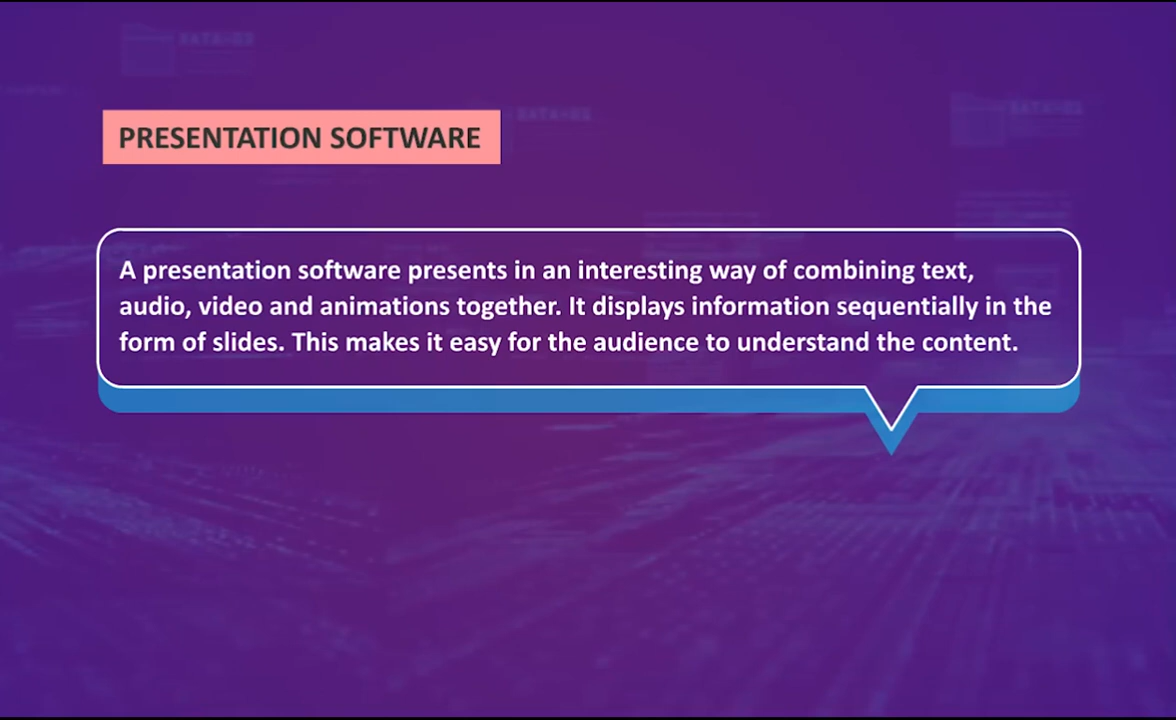 PRESENTATION SOFTWARE
A presentation software presents in an interesting way of combining text,
audio, video and animations together. It displays information sequentially in the
form of slides. This makes it easy for the audience to understand the content.